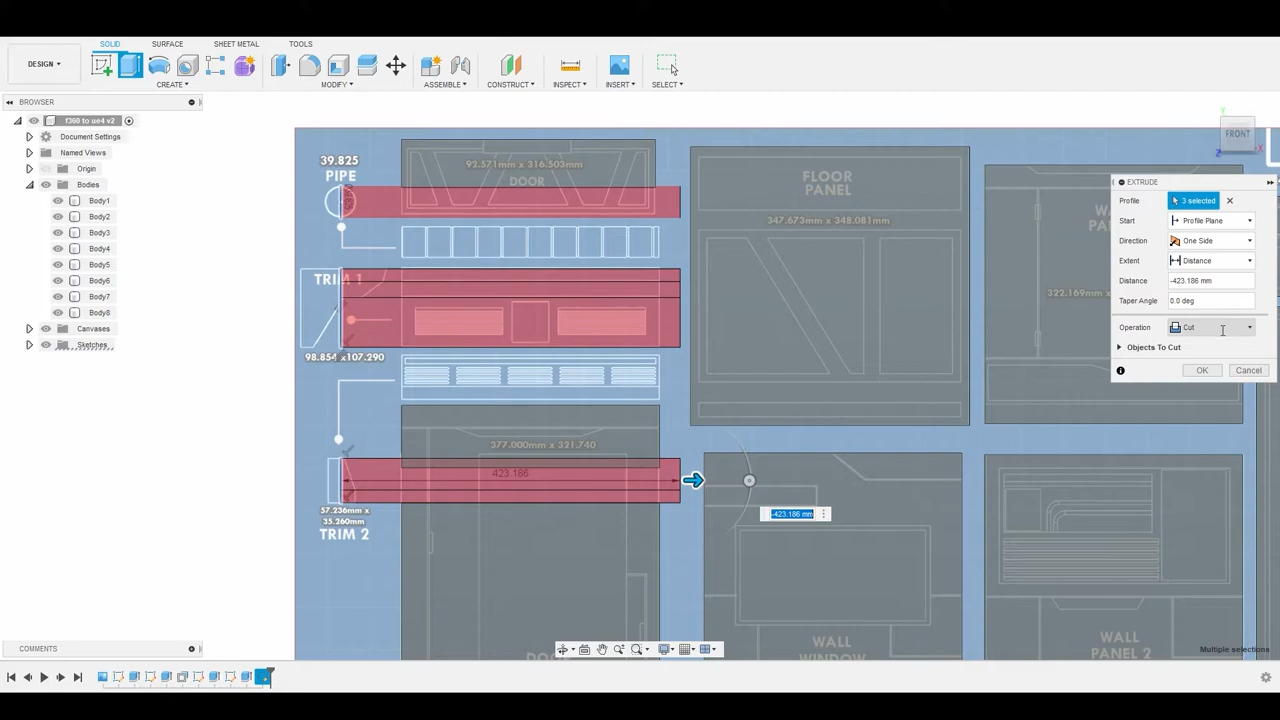 SOLID
SURFACE
SHEET METAL
TOOLS
DESIGN
CREATE
MODIFY
ASSEMBLE
CONSTRUCT
INSPECT
INSERT
SELECT
BROWSER
f360 to ue4 v2
Document Settings
Named Views
Origin
Bodies
Body1
Body2
Body3
Body4
Body5
Body6
Body7
Body8
Canvases
Sketches
39.825
PIPE
92.571mm x 316.503mm
DOOR
TRIM 1
98.854 x107.290
377.000mm x 321.740
423.186
57.236mm x
35.260mm
TRIM 2
FLOOR
PANEL
347.673mm x 348.081mm
-423.186 mm
WALL
WINDOW
WALL
PANEL 2
FRONT
Y
X
Z
EXTRUDE
Profile
3 selected
Start
Profile Plane
Direction
One Side
Extent
Distance
Distance
-423.186 mm
Taper Angle
0.0 deg
Operation
Cut
Objects To Cut
OK
Cancel
Multiple selections
COMMENTS